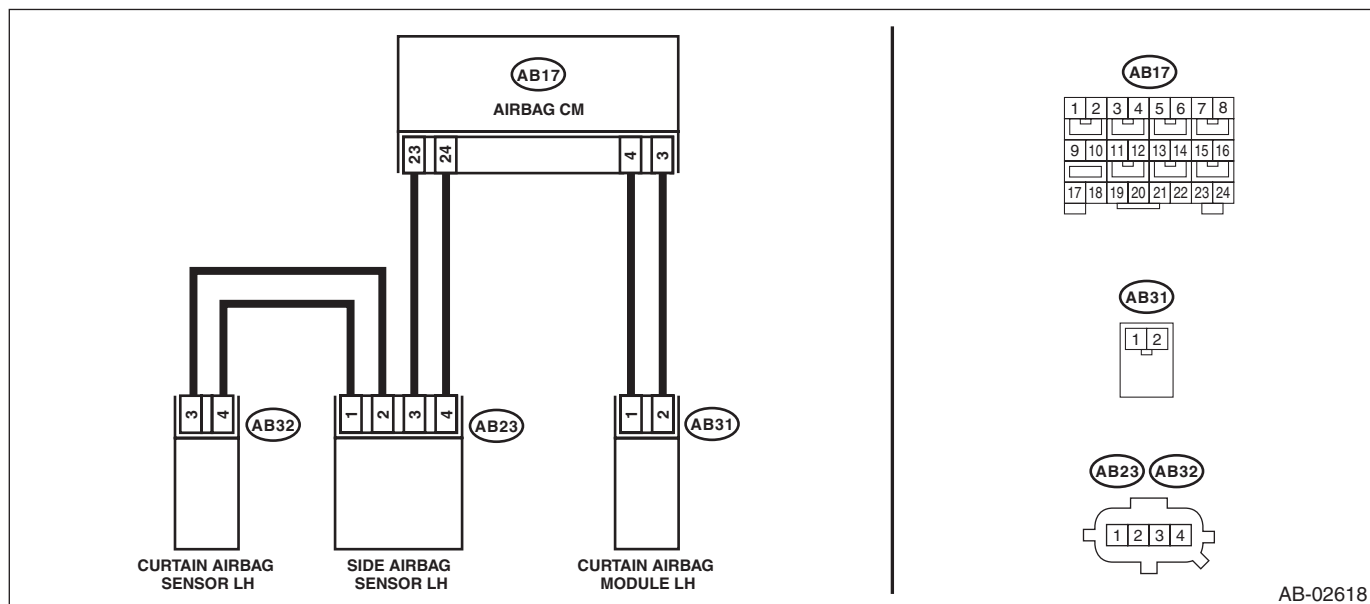 AB17
AIRBAG CM
23 24 4 3
3 4 AB32 1 2 3 4 AB23 1 2 AB31
CURTAIN AIRBAG
SENSOR LH
SIDE AIRBAG
SENSOR LH
CURTAIN AIRBAG
MODULE LH
AB17
1 2 3 4 5 6 7 8
9 10 11 12 13 14 15 16
17 18 19 20 21 22 23 24
AB31
1 2
AB23 AB32
1 2 3 4
AB-02618